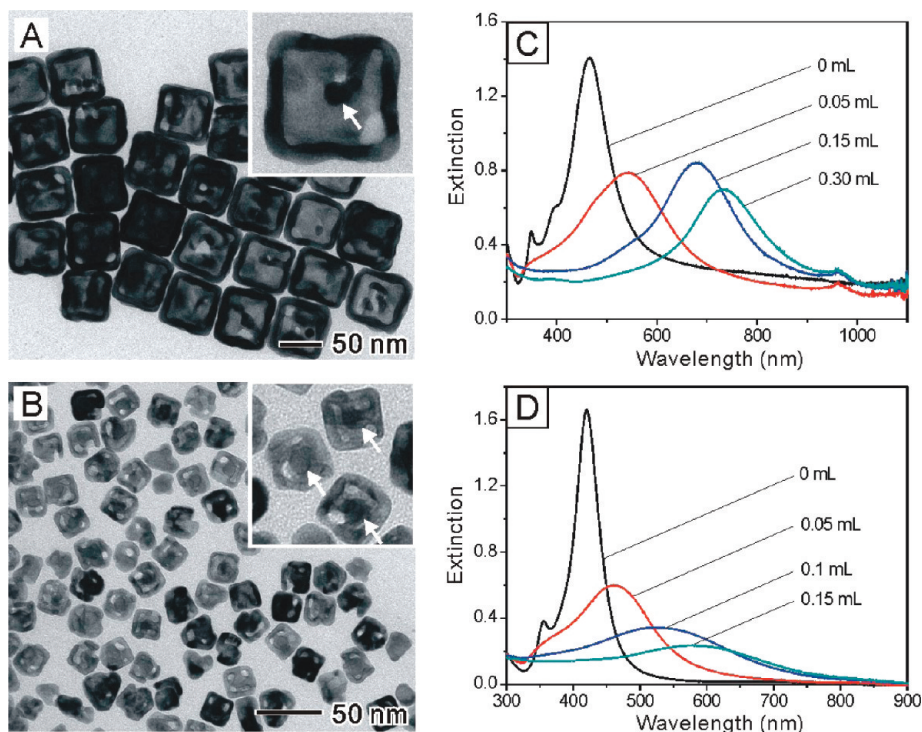 A
50 nm
C
Extinction
1.6
1.2
0.8
0.4
0.0
0 mL
0.05 mL
0.15 mL
0.30 mL
400 600 800 1000
Wavelength (nm)
B
50 nm
D
Extinction
1.6
1.2
0.8
0.4
0.0
0 mL
0.05 mL
0.1 mL
0.15 mL
300 400 500 600 700 800 900
Wavelength (nm)